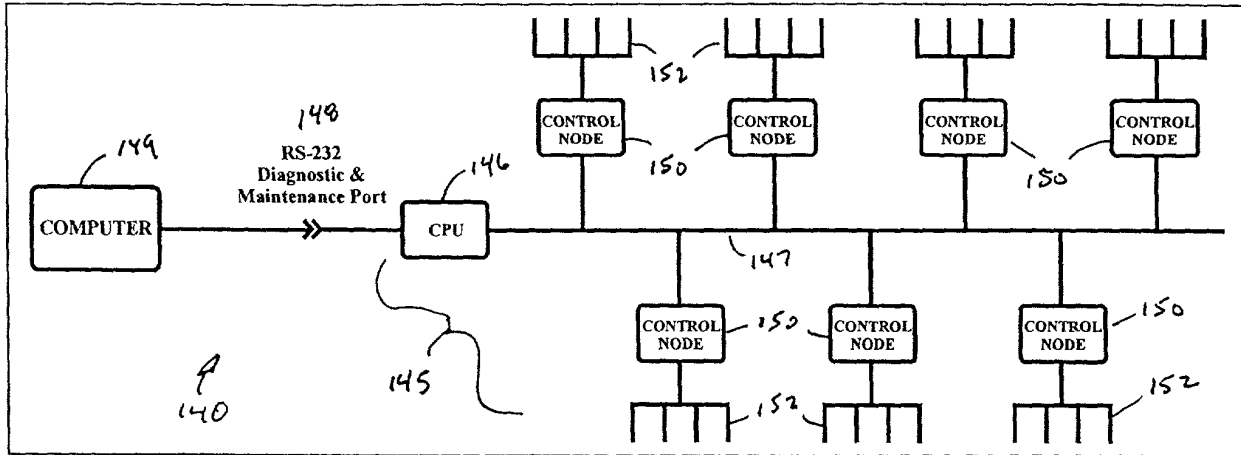 152
CONTROL
NODE
CONTROL
NODE
CONTROL
NODE
CONTROL
NODE
150
150
149
148
RS-232
Diagnostic &
Maintenance Port
146
COMPUTER
CPU
147
CONTROL
NODE
CONTROL
NODE
CONTROL
NODE
150
150
145
140
152
152